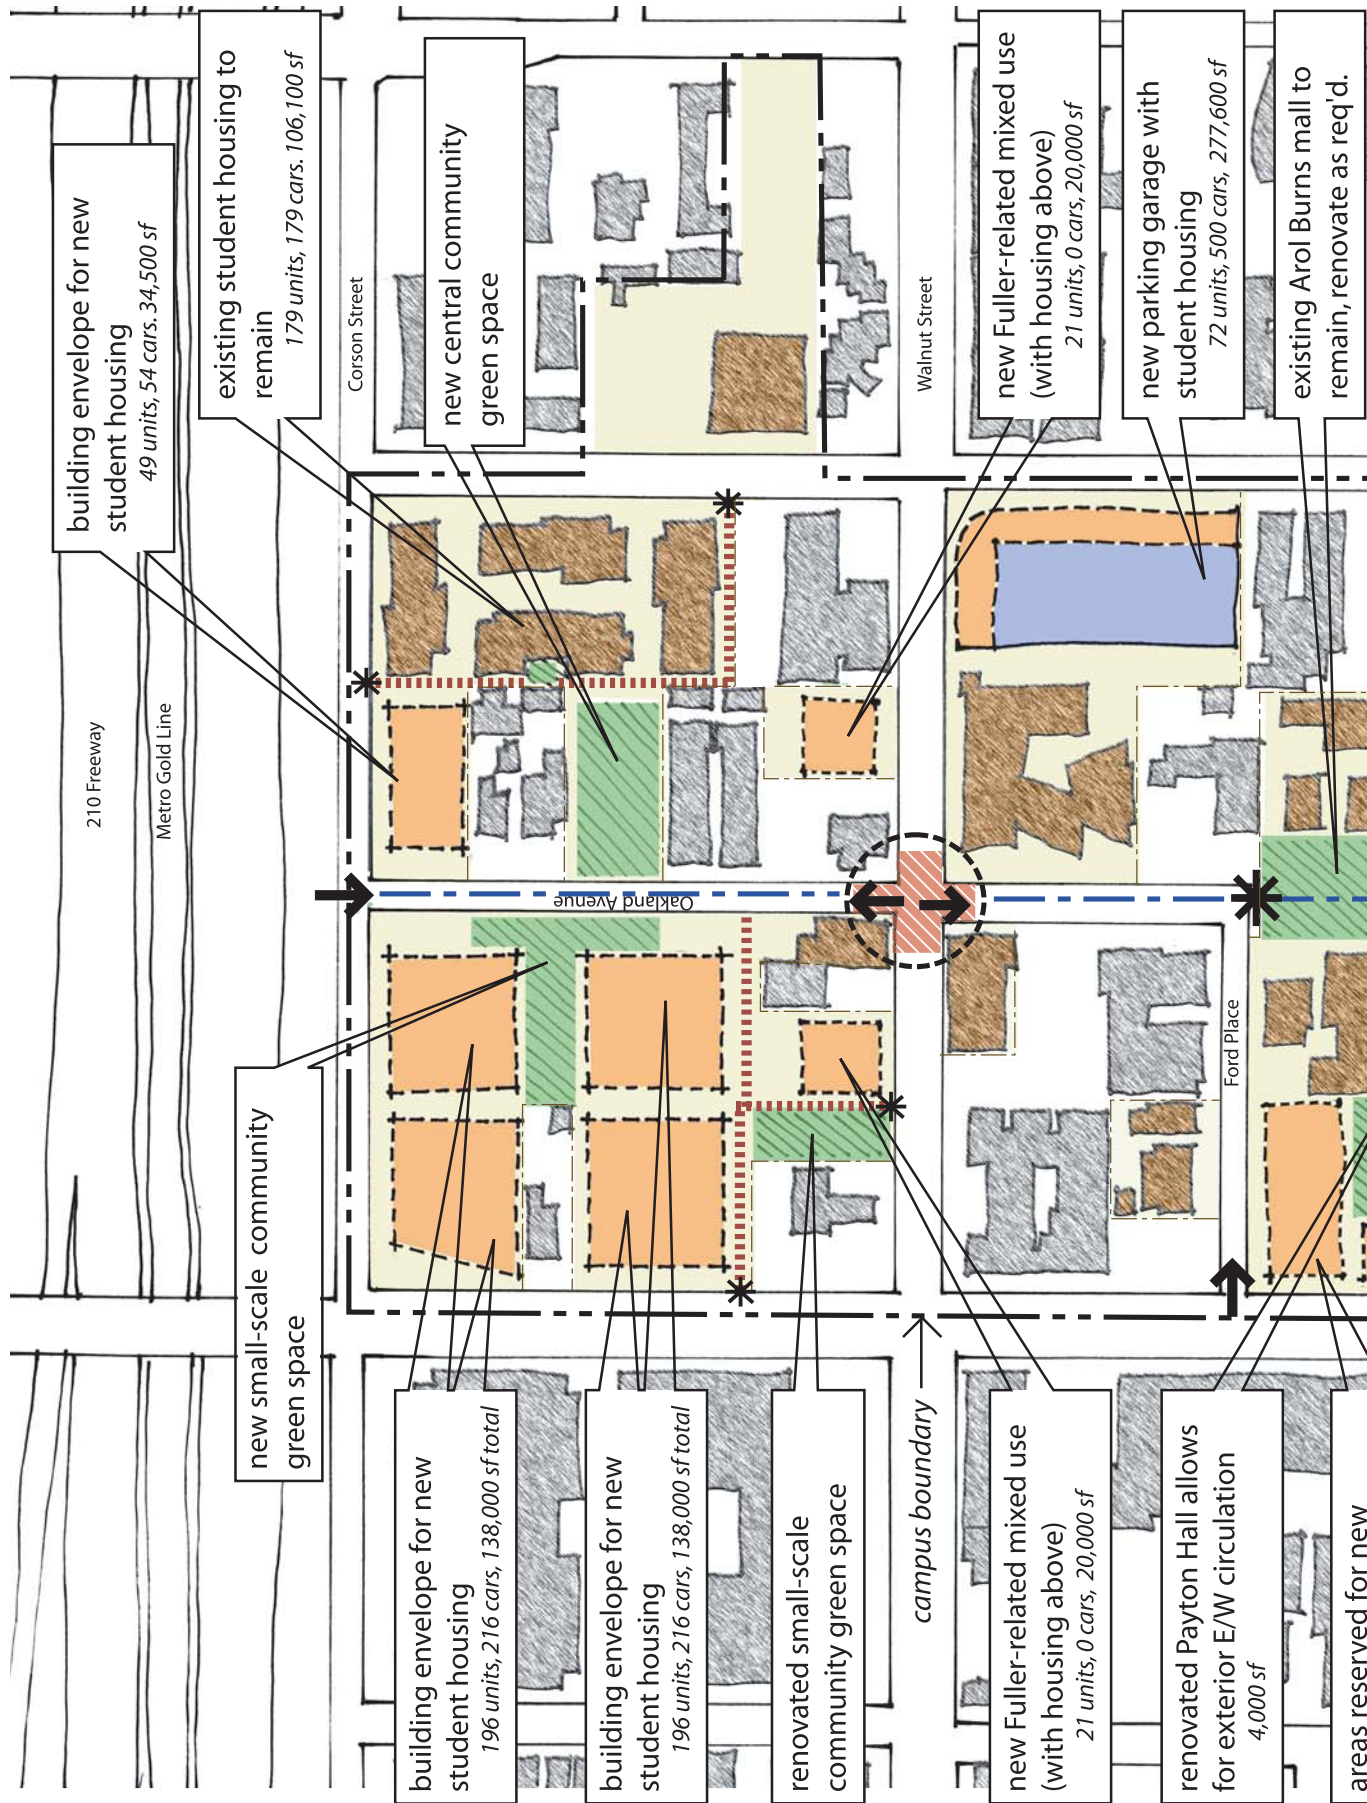 210 Freeway
Metro Gold Line
building envelope for new
student housing
49 units, 54 cars. 34,500 sf
existing student housing to
remain
179 units, 179 cars. 106,100 sf
Corson Street
new central community
green space
Walnut Street
new Fuller-related mixed use
(with housing above)
21 units, 0 cars, 20,000 sf
new parking garage with
student housing
72 units, 500 cars, 277,600 sf
existing Arol Burns mall to
remain, renovate as req'd.
Oakland Avenue
Ford Place
new small-scale community
green space
building envelope for new
student housing
196 units, 216 cars, 138,000 sf total
building envelope for new
student housing
196 units, 216 cars, 138,000 sf total
renovated small-scale
community green space
campus boundary
new Fuller-related mixed use
(with housing above)
21 units, 0 cars, 20,000 sf
renovated Payton Hall allows
for exterior E/W circulation
4,000 sf
areas reserved for new